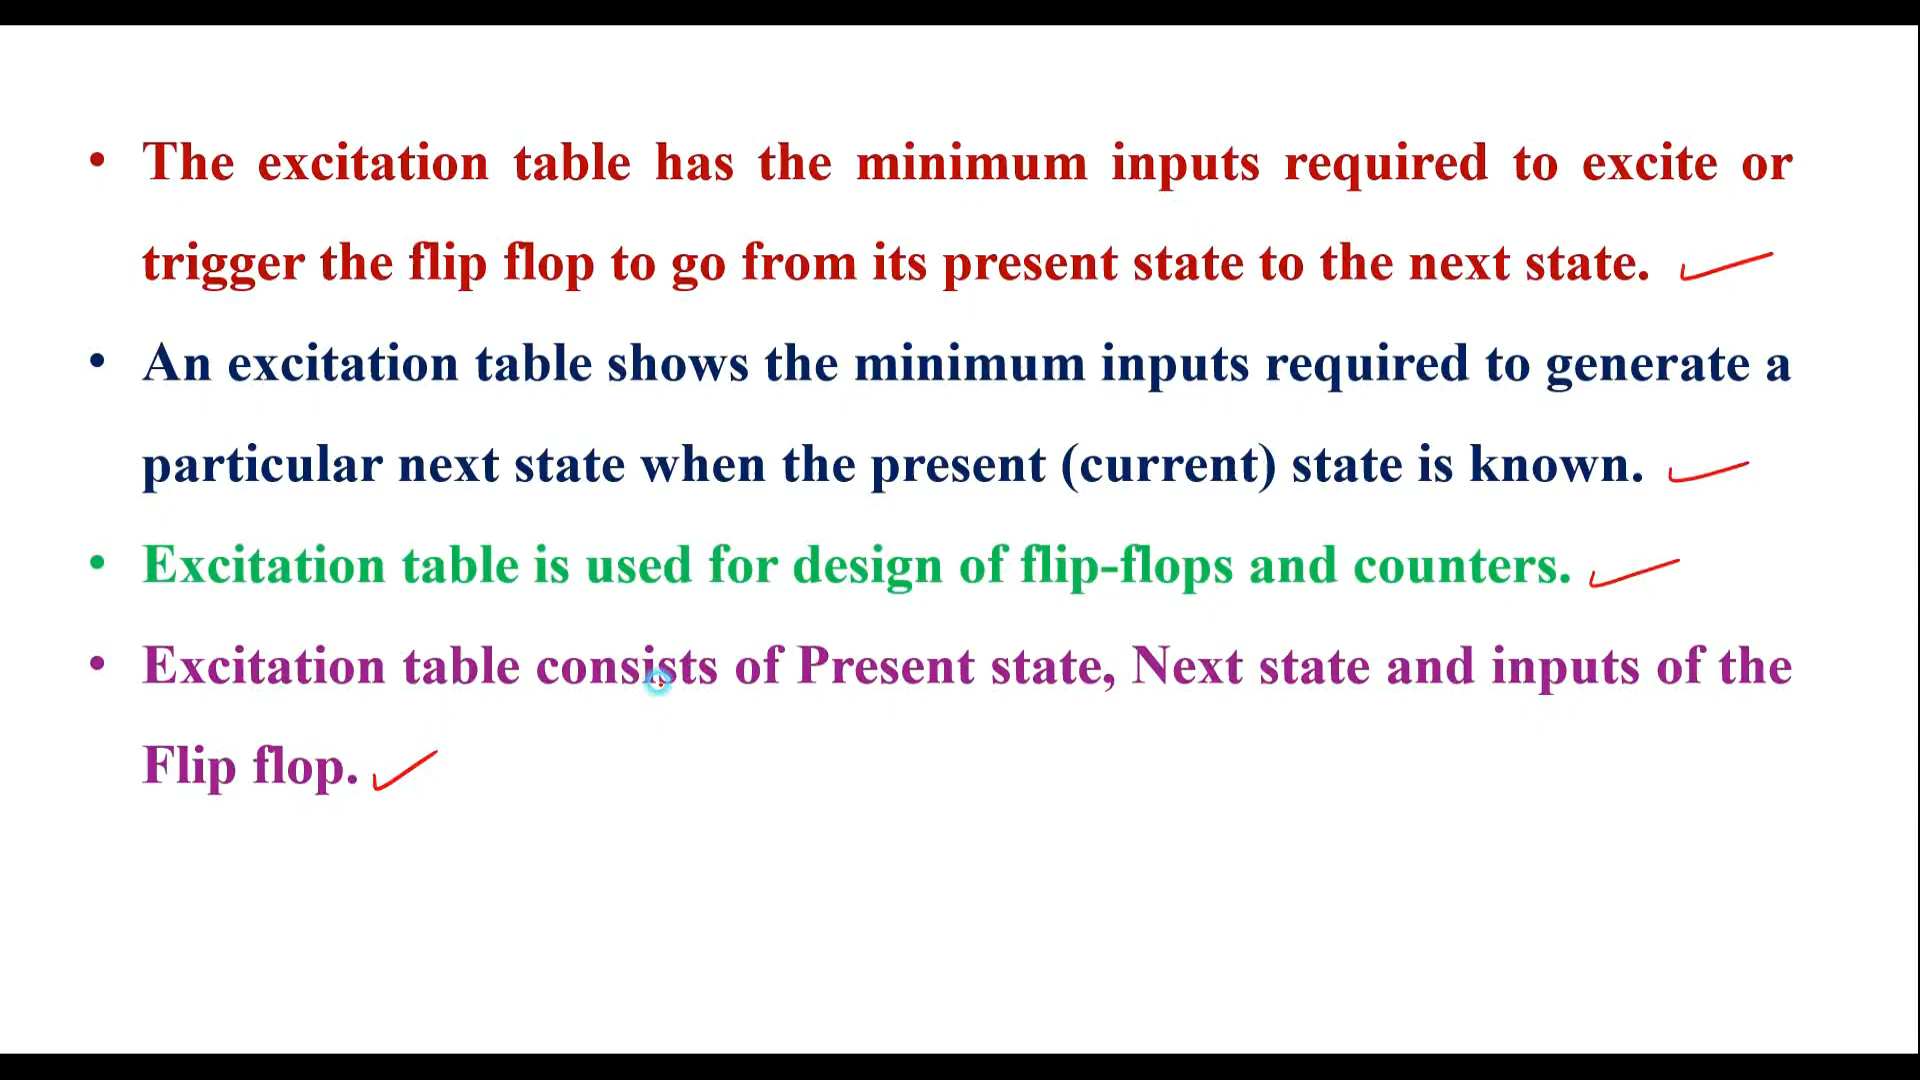 • The excitation table has the minimum inputs required to excite or
trigger the flip flop to go from its present state to the next state.
• An excitation table shows the minimum inputs required to generate a
particular next state when the present (current) state is known.
• Excitation table is used for design of flip-flops and counters.
• Excitation table consists of Present state, Next state and inputs of the
Flip flop.